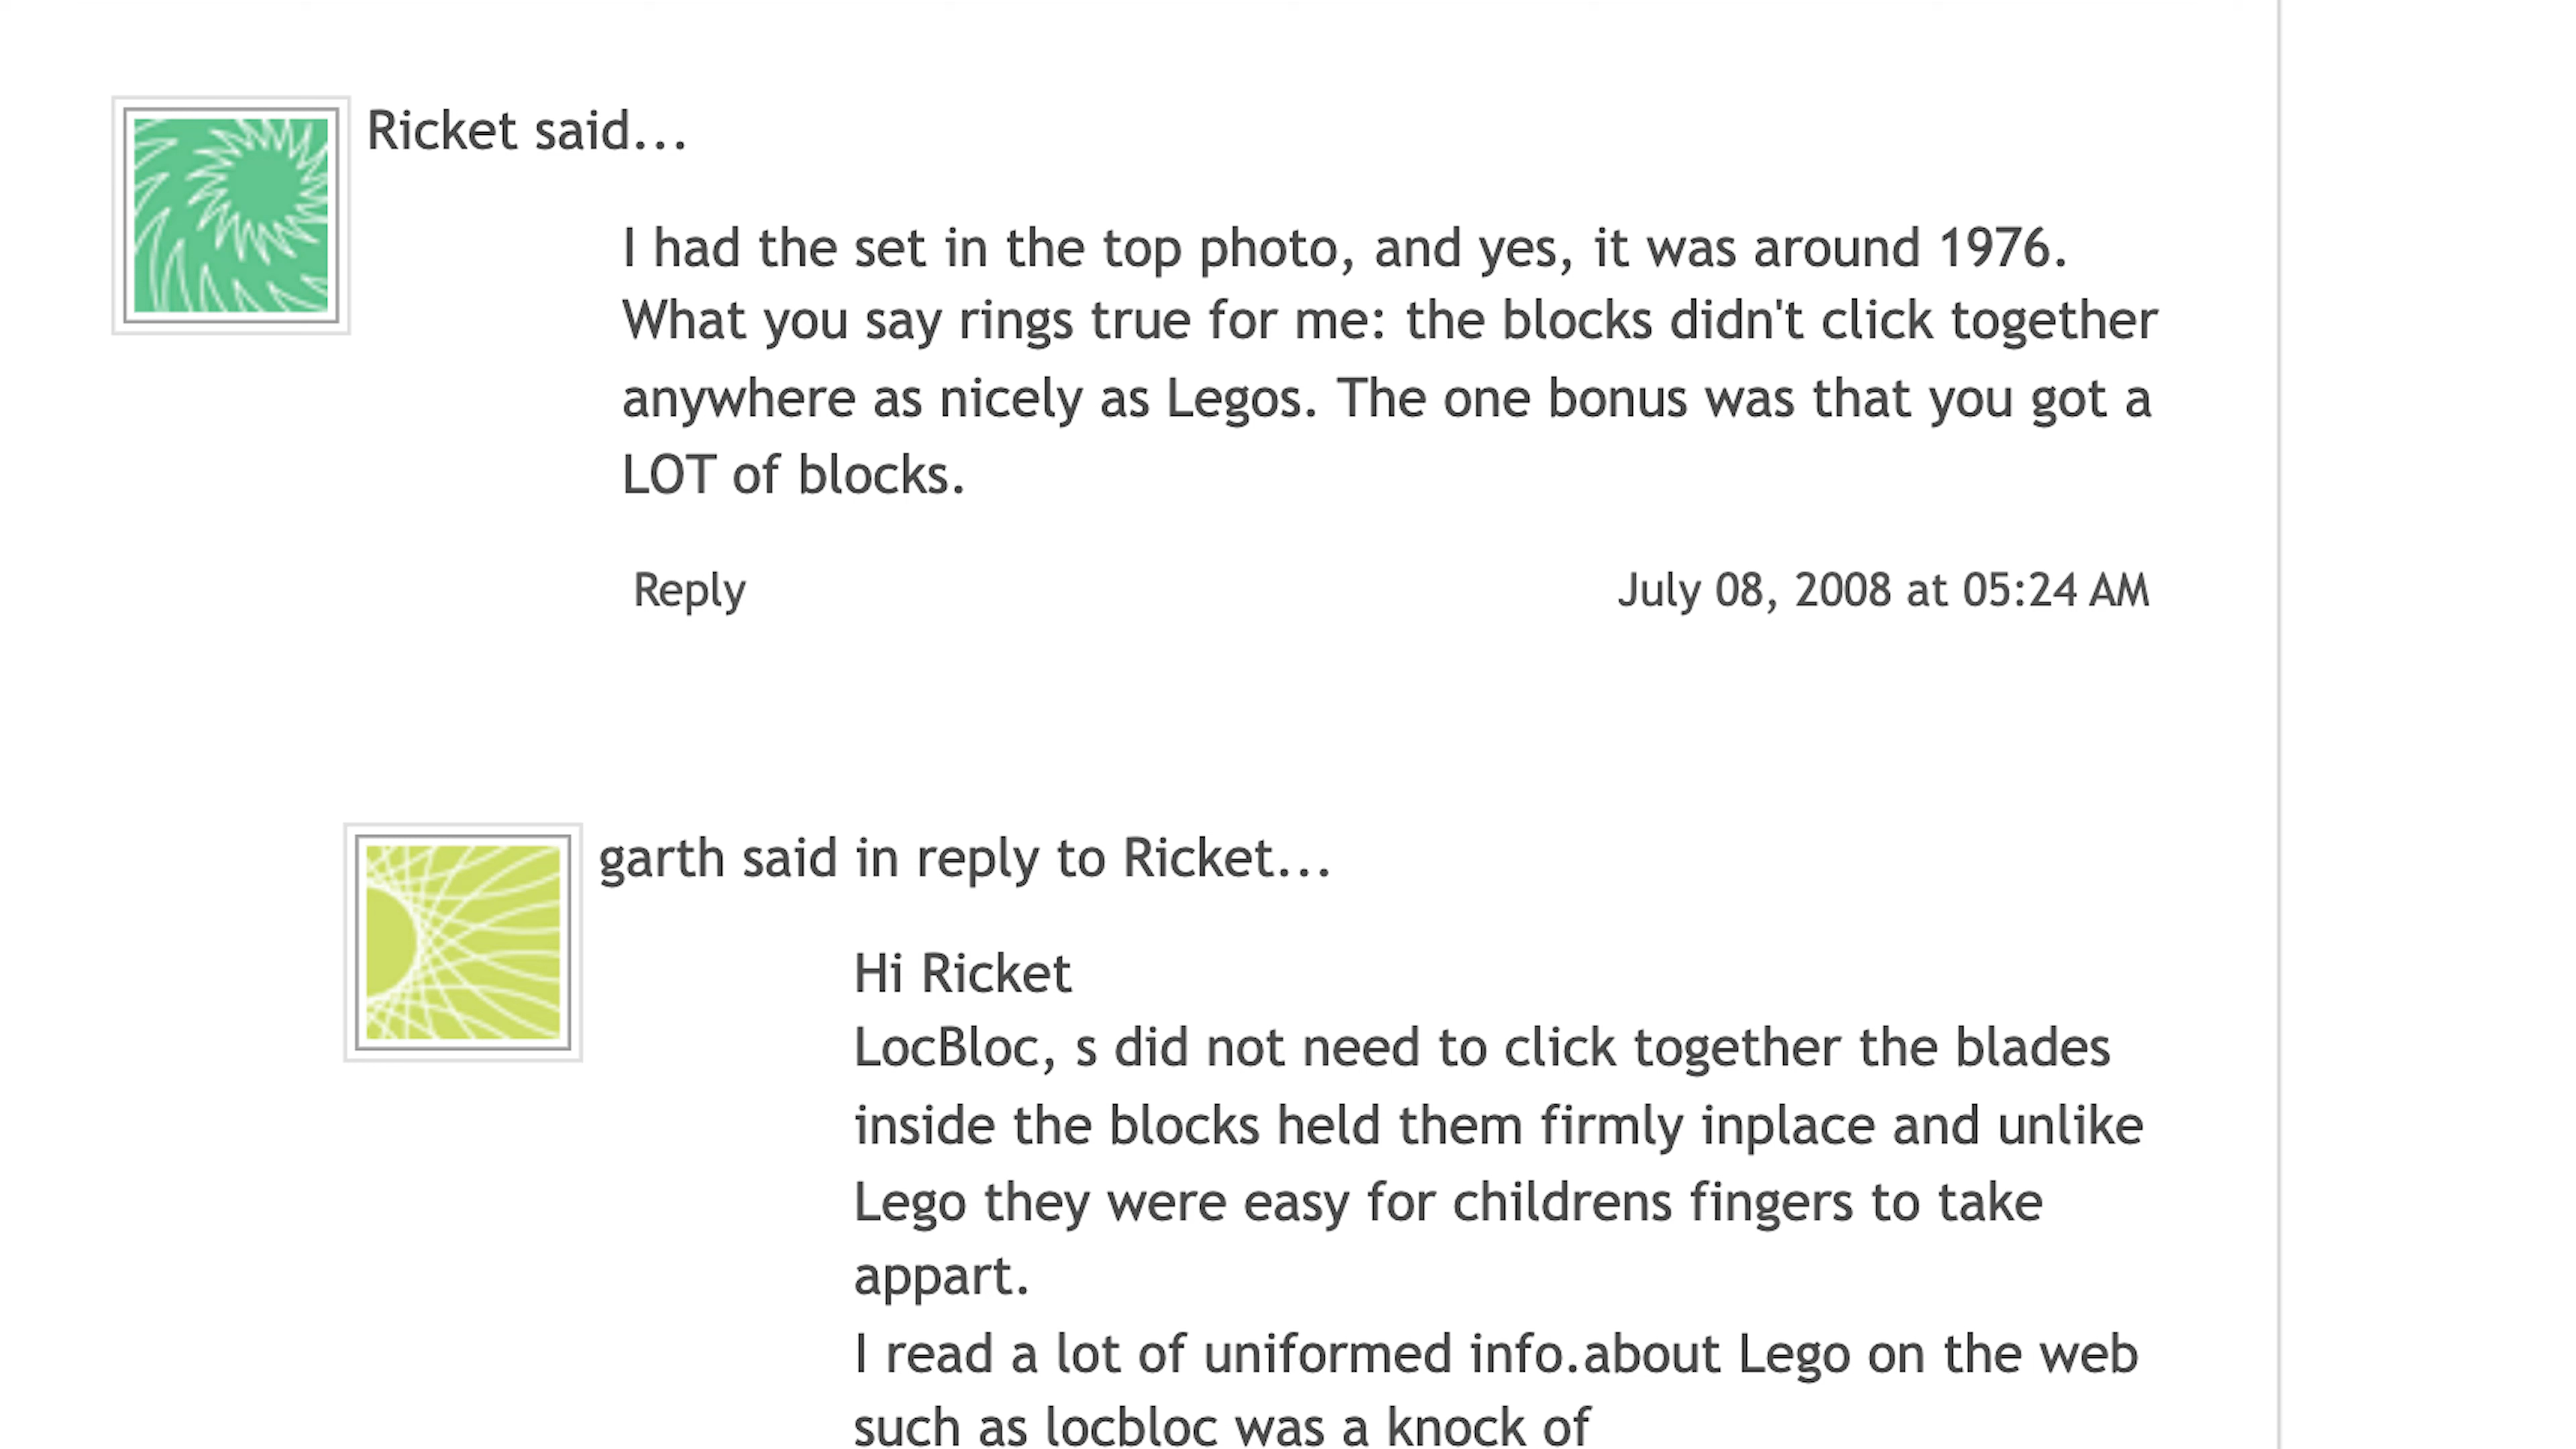 Ricket said...
I had the set in the top photo, and yes, it was around 1976.
What you say rings true for me: the blocks didn't click together
anywhere as nicely as Legos. The one bonus was that you got a
LOT of blocks.
Reply July 08, 2008 at 05:24 AM
garth said in reply to Ricket...
Hi Ricket
LocBloc, s did not need to click together the blades
inside the blocks held them firmly inplace and unlike
Lego they were easy for childrens fingers to take
appart.
I read a lot of uniformed info.about Lego on the web
such as locbloc was a knock of